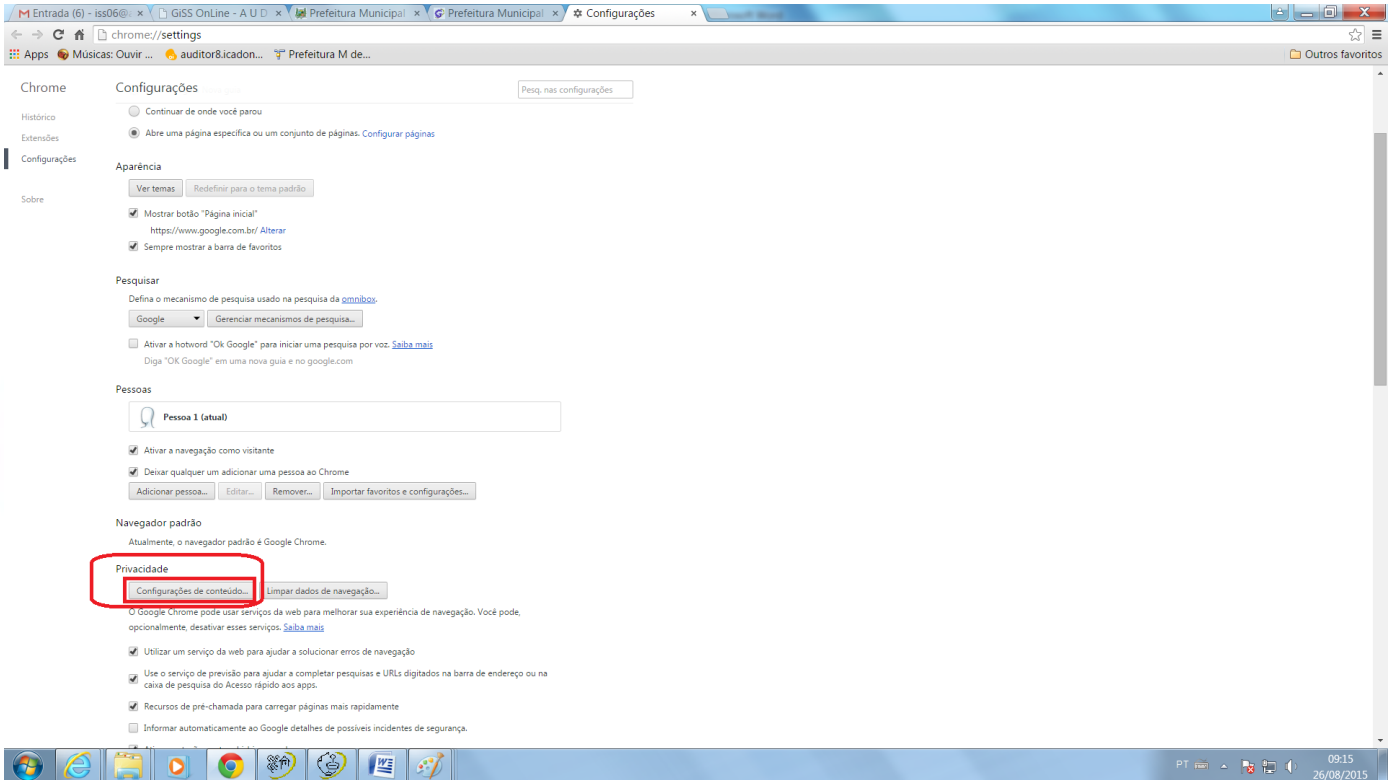 M Entrada (6) - iss06@
GiSS OnLine - A U D
Prefeitura Municipal
Prefeitura Municipal
Configurações
chrome://settings
Apps
Músicas: Ouvir ...
auditor8.icadon...
Prefeitura M de...
Outros favoritos
Chrome
Configurações
Pesq. nas configurações
Histórico
Extensões
Configurações
Sobre
Continuar de onde você parou
Abre uma página específica ou um conjunto de páginas. Configurar páginas
Aparência
Ver temas
Redefinir para o tema padrão
Mostrar botão "Página inicial"
https://www.google.com.br/ Alterar
Sempre mostrar a barra de favoritos
Pesquisar
Defina o mecanismo de pesquisa usado na pesquisa da omnibox.
Google
Gerenciar mecanismos de pesquisa...
Ativar a hotword "Ok Google" para iniciar uma pesquisa por voz. Saiba mais
Diga "OK Google" em uma nova guia e no google.com
Pessoas
Pessoa 1 (atual)
Ativar a navegação como visitante
Deixar qualquer um adicionar uma pessoa ao Chrome
Adicionar pessoa...
Editar...
Remover...
Importar favoritos e configurações...
Navegador padrão
Atualmente, o navegador padrão é Google Chrome.
Privacidade
Configurações de conteúdo...
Limpar dados de navegação...
O Google Chrome pode usar serviços da web para melhorar sua experiência de navegação. Você pode,
opcionalmente, desativar esses serviços. Saiba mais
Utilizar um serviço da web para ajudar a solucionar erros de navegação
Use o serviço de previsão para ajudar a completar pesquisas e URLs digitados na barra de endereço ou na
caixa de pesquisa do Acesso rápido aos apps.
Recursos de pré-chamada para carregar páginas mais rapidamente
Informar automaticamente ao Google detalhes de possíveis incidentes de segurança.
PT
09:15
26/08/2015